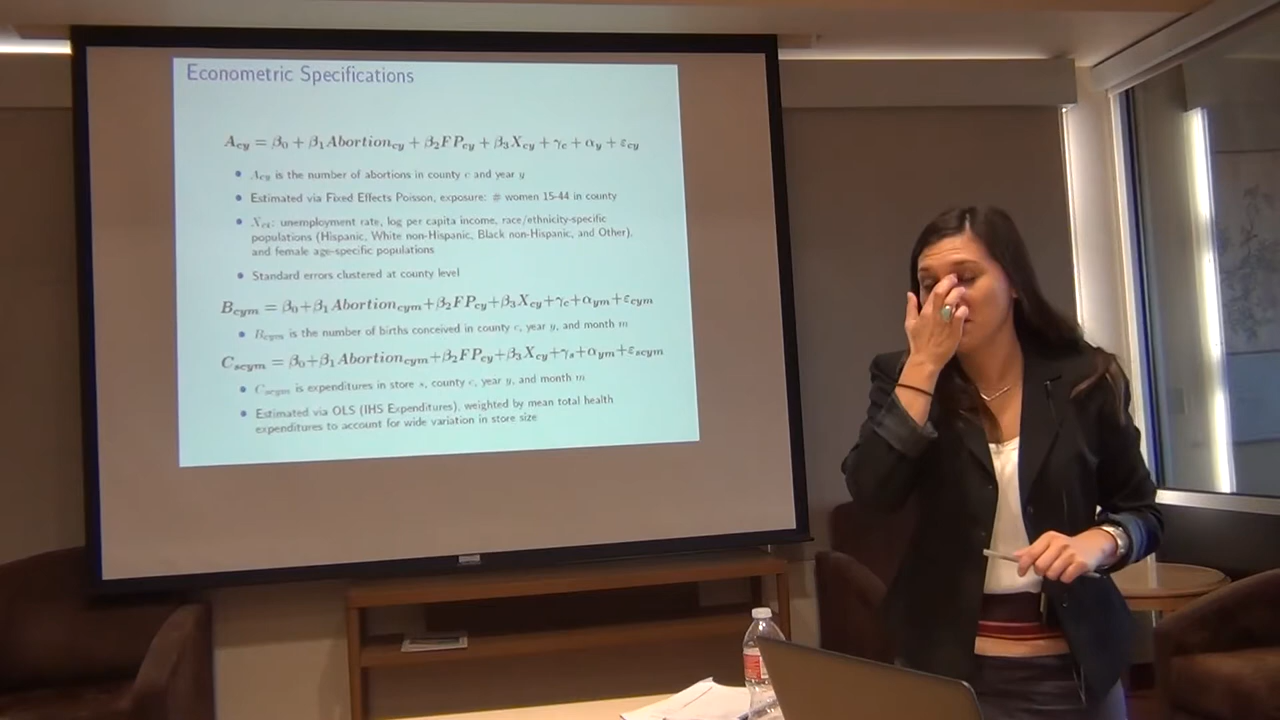 Econometric Specifications
A_cy = β_0 + β_1 Abortion_cy + β_2 FP_cy + β_3 X_cy + γ_c + α_y + ε_cy
• A_cy is the number of abortions in county c and year y
• Estimated via Fixed Effects Poisson, exposure: # women 15-44 in county
• X_cy: unemployment rate, log per capita income, race/ethnicity-specific
populations (Hispanic, White non-Hispanic, Black non-Hispanic, and Other),
and female age-specific populations
• Standard errors clustered at county level
B_cym = β_0+β_1 Abortion_cym+β_2 FP_cy+β_3 X_cy+γ_c+α_ym+ε_cym
• B_cym is the number of births conceived in county c, year y, and month m
C_scym = β_0+β_1 Abortion_cym+β_2 FP_cy+β_3 X_cy+γ_s+α_ym+ε_scym
• C_scym is expenditures in store s, county c, year y, and month m
• Estimated via OLS (IHS Expenditures), weighted by mean total health
expenditures to account for wide variation in store size